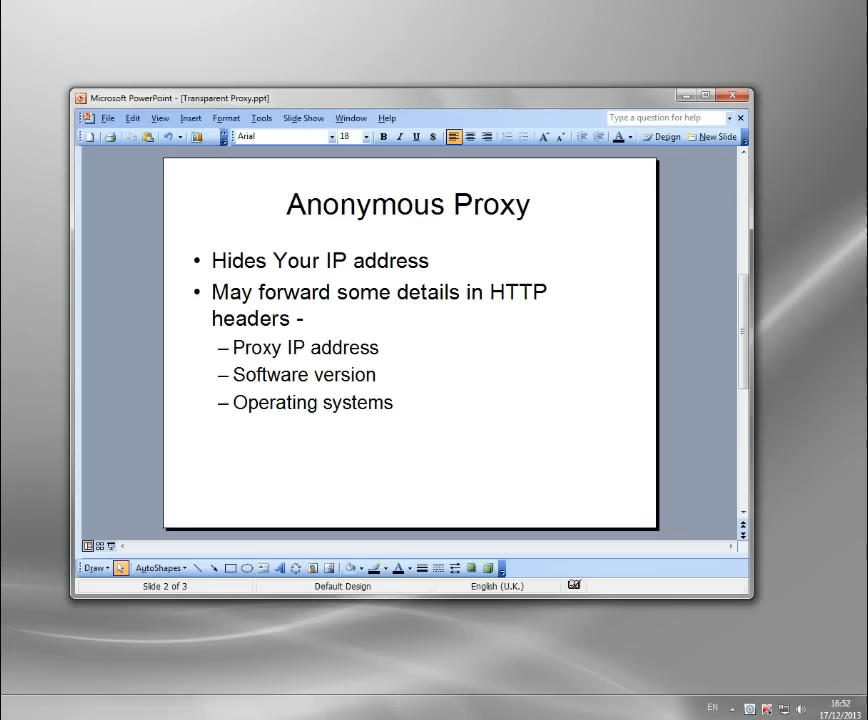 Microsoft PowerPoint - [Transparent Proxy.ppt]
File Edit View Insert Format Tools Slide Show Window Help Type a question for help
Arial 18 B I U S A A A Design New Slide
Anonymous Proxy
• Hides Your IP address
• May forward some details in HTTP
headers -
– Proxy IP address
– Software version
– Operating systems
Draw AutoShapes A
Slide 2 of 3 Default Design English (U.K.)
EN 16:52
17/12/2013